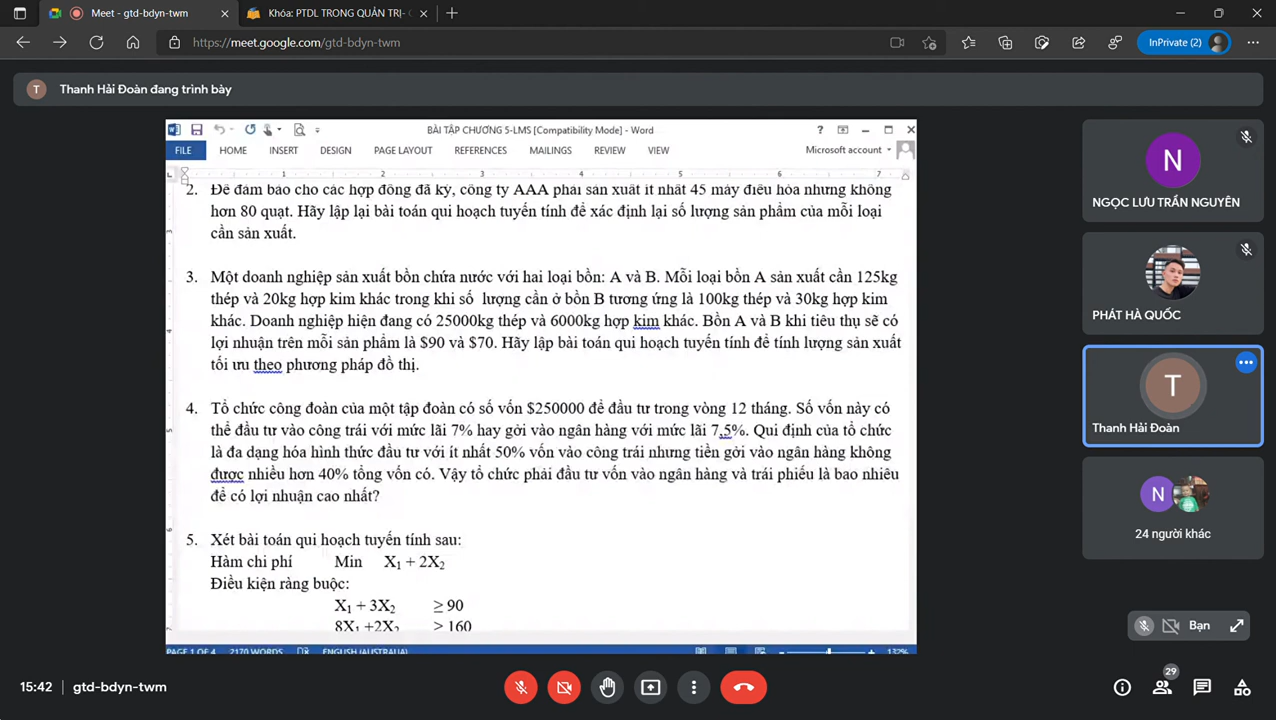 Meet - gtd-bdyn-twm
Khóa: PTDL TRONG QUẢN TRỊ-
https://meet.google.com/gtd-bdyn-twm
InPrivate (2)
T Thanh Hải Đoàn đang trình bày
BÀI TẬP CHƯƠNG 5-LMS [Compatibility Mode] - Word
FILE HOME INSERT DESIGN PAGE LAYOUT REFERENCES MAILINGS REVIEW VIEW Microsoft account
1 2 3 4 5 6 7
2. Để đảm bảo cho các hợp đồng đã ký, công ty AAA phải sản xuất ít nhất 45 máy điều hòa nhưng không
hơn 80 quạt. Hãy lập lại bài toán qui hoạch tuyến tính để xác định lại số lượng sản phẩm của mỗi loại
cần sản xuất.
3. Một doanh nghiệp sản xuất bồn chứa nước với hai loại bồn: A và B. Mỗi loại bồn A sản xuất cần 125kg
thép và 20kg hợp kim khác trong khi số lượng cần ở bồn B tương ứng là 100kg thép và 30kg hợp kim
khác. Doanh nghiệp hiện đang có 25000kg thép và 6000kg hợp kim khác. Bồn A và B khi tiêu thụ sẽ có
lợi nhuận trên mỗi sản phẩm là $90 và $70. Hãy lập bài toán qui hoạch tuyến tính để tính lượng sản xuất
tối ưu theo phương pháp đồ thị.
4. Tổ chức công đoàn của một tập đoàn có số vốn $250000 để đầu tư trong vòng 12 tháng. Số vốn này có
thể đầu tư vào công trái với mức lãi 7% hay gởi vào ngân hàng với mức lãi 7,5%. Qui định của tổ chức
là đa dạng hóa hình thức đầu tư với ít nhất 50% vốn vào công trái nhưng tiền gởi vào ngân hàng không
được nhiều hơn 40% tổng vốn có. Vậy tổ chức phải đầu tư vốn vào ngân hàng và trái phiếu là bao nhiêu
để có lợi nhuận cao nhất?
5. Xét bài toán qui hoạch tuyến tính sau:
Hàm chi phí Min X₁ + 2X₂
Điều kiện ràng buộc:
X₁ + 3X₂ ≥ 90
8X₁ +2X₂ ≥ 160
PAGE 1 OF 4 2170 WORDS ENGLISH (AUSTRALIA) 132%
N
NGỌC LƯU TRẦN NGUYÊN
PHÁT HÀ QUỐC
T
Thanh Hải Đoàn
N
24 người khác
Bạn
15:42 gtd-bdyn-twm
29